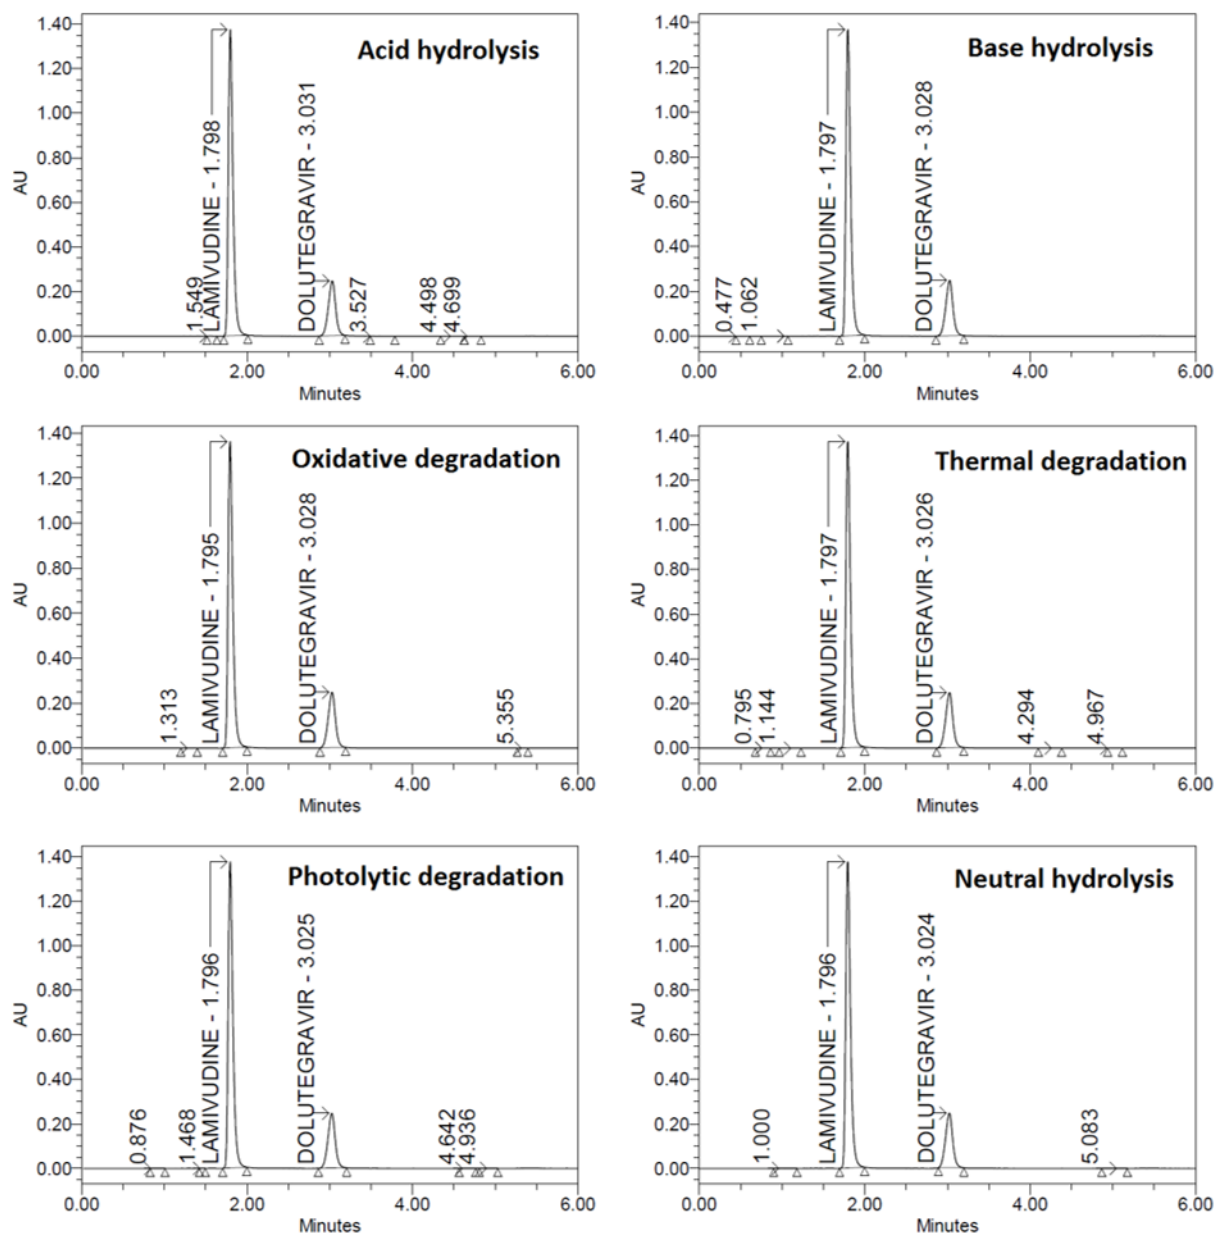 Acid hydrolysis
1.40
1.20
1.00
0.80
0.60
0.40
0.20
0.00
AU
1.549
LAMIVUDINE - 1.798
DOLUTEGRAVIR - 3.031
3.527
4.498
4.699
0.00 2.00 4.00 6.00
Minutes
Base hydrolysis
1.40
1.20
1.00
0.80
0.60
0.40
0.20
0.00
AU
0.477
1.062
LAMIVUDINE - 1.797
DOLUTEGRAVIR - 3.028
0.00 2.00 4.00 6.00
Minutes
Oxidative degradation
1.40
1.20
1.00
0.80
0.60
0.40
0.20
0.00
AU
1.313
LAMIVUDINE - 1.795
DOLUTEGRAVIR - 3.028
5.355
0.00 2.00 4.00 6.00
Minutes
Thermal degradation
1.40
1.20
1.00
0.80
0.60
0.40
0.20
0.00
AU
0.795
1.144
LAMIVUDINE - 1.797
DOLUTEGRAVIR - 3.026
4.294
4.967
0.00 2.00 4.00 6.00
Minutes
Photolytic degradation
1.40
1.20
1.00
0.80
0.60
0.40
0.20
0.00
AU
0.876
1.468
LAMIVUDINE - 1.796
DOLUTEGRAVIR - 3.025
4.642
4.936
0.00 2.00 4.00 6.00
Minutes
Neutral hydrolysis
1.40
1.20
1.00
0.80
0.60
0.40
0.20
0.00
AU
1.000
LAMIVUDINE - 1.796
DOLUTEGRAVIR - 3.024
5.083
0.00 2.00 4.00 6.00
Minutes